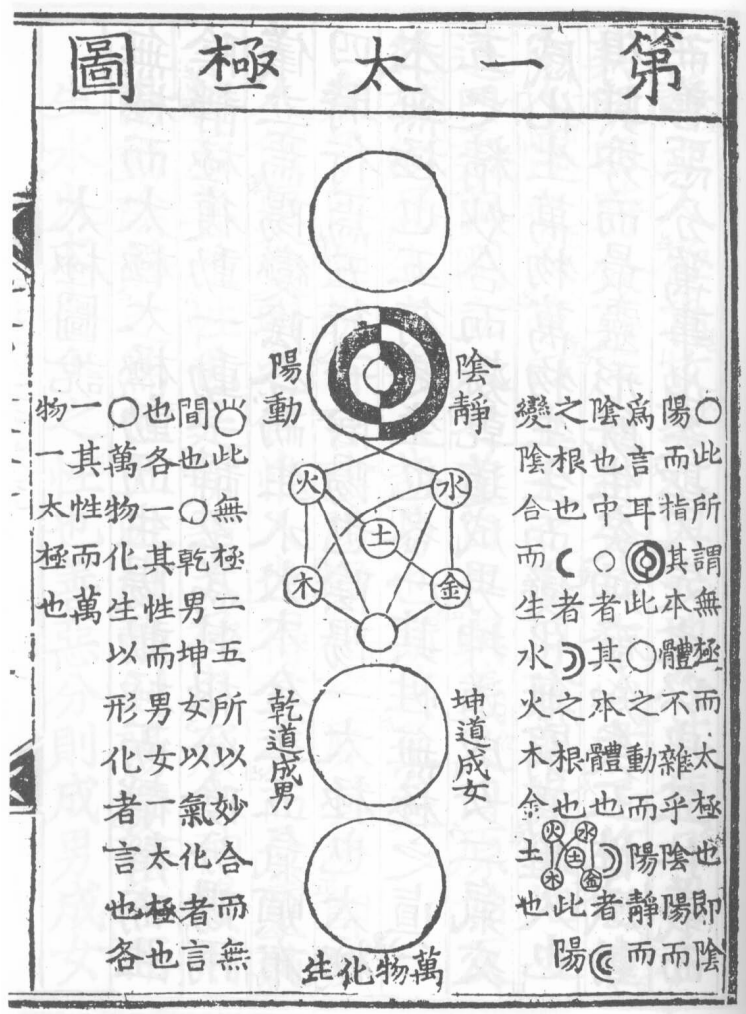 第一太極圖
陰靜
陽動
水
火
土
金
木
坤道成女
乾道成男
萬物化生
○此所謂無極而太極也即陰
陽而指其本體不雜乎陰陽而
爲言耳此○之動而陽靜而
陰也中○者其本體也者
之根也者之根也水火土金木此陽
變陰合而生水火木金土也
此無極二五所以妙合而無
間也○乾男坤女以氣化者言
也各一其性而男女一太極也
○萬物化生以形化者言也各
一其性而萬
物一太極也